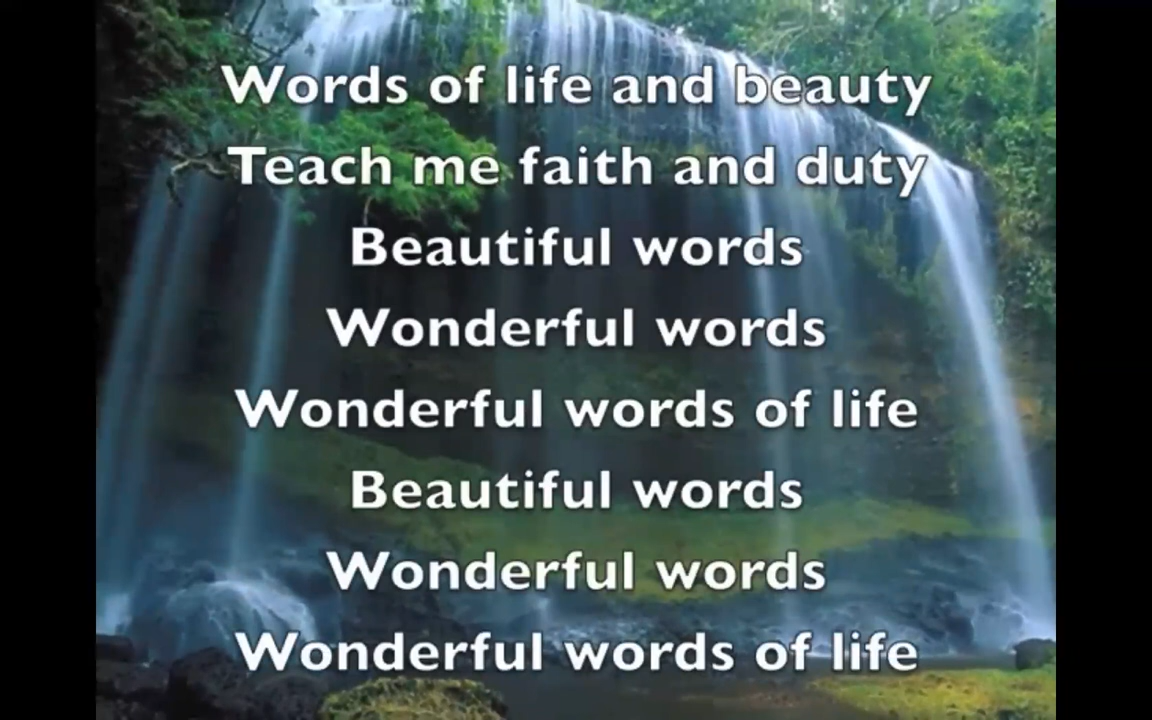 Words of life and beauty
Teach me faith and duty
Beautiful words
Wonderful words
Wonderful words of life
Beautiful words
Wonderful words
Wonderful words of life